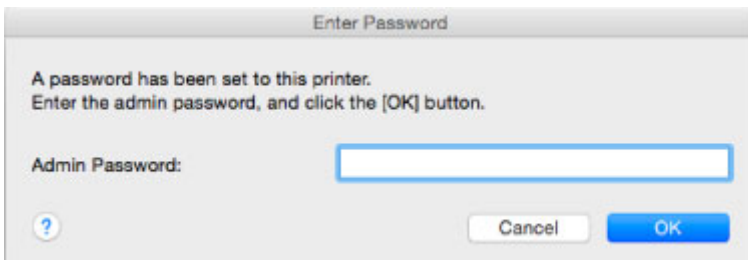 Enter Password
A password has been set to this printer.
Enter the admin password, and click the [OK] button.
Admin Password:
?
Cancel
OK